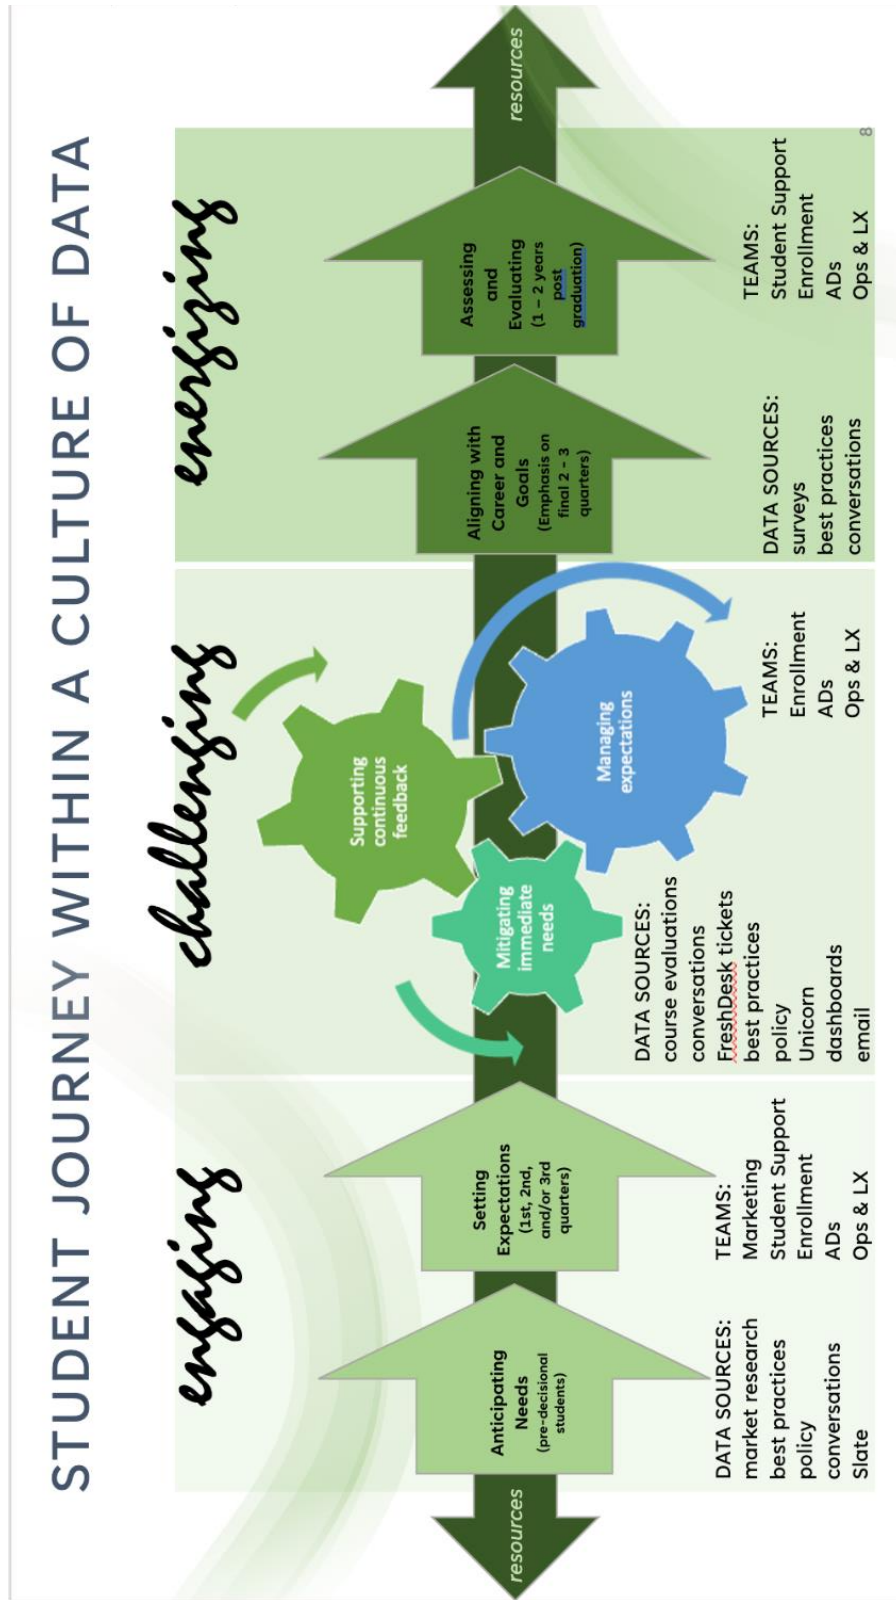 STUDENT JOURNEY WITHIN A CULTURE OF DATA
engaging
challenging
energizing
resources
Anticipating
Needs
(pre-decisional
students)
Setting
Expectations
(1st, 2nd,
and/or 3rd
quarters)
Mitigating
immediate
needs
Supporting
continuous
feedback
Managing
expectations
Aligning with
Career and
Goals
(Emphasis on
final 2 - 3
quarters)
Assessing
and
Evaluating
(1 – 2 years
post
graduation)
resources
DATA SOURCES:
market research
best practices
policy
conversations
Slate
TEAMS:
Marketing
Student Support
Enrollment
ADs
Ops & LX
DATA SOURCES:
course evaluations
conversations
FreshDesk tickets
best practices
policy
Unicorn
dashboards
email
TEAMS:
Enrollment
ADs
Ops & LX
DATA SOURCES:
surveys
best practices
conversations
TEAMS:
Student Support
Enrollment
ADs
Ops & LX
8